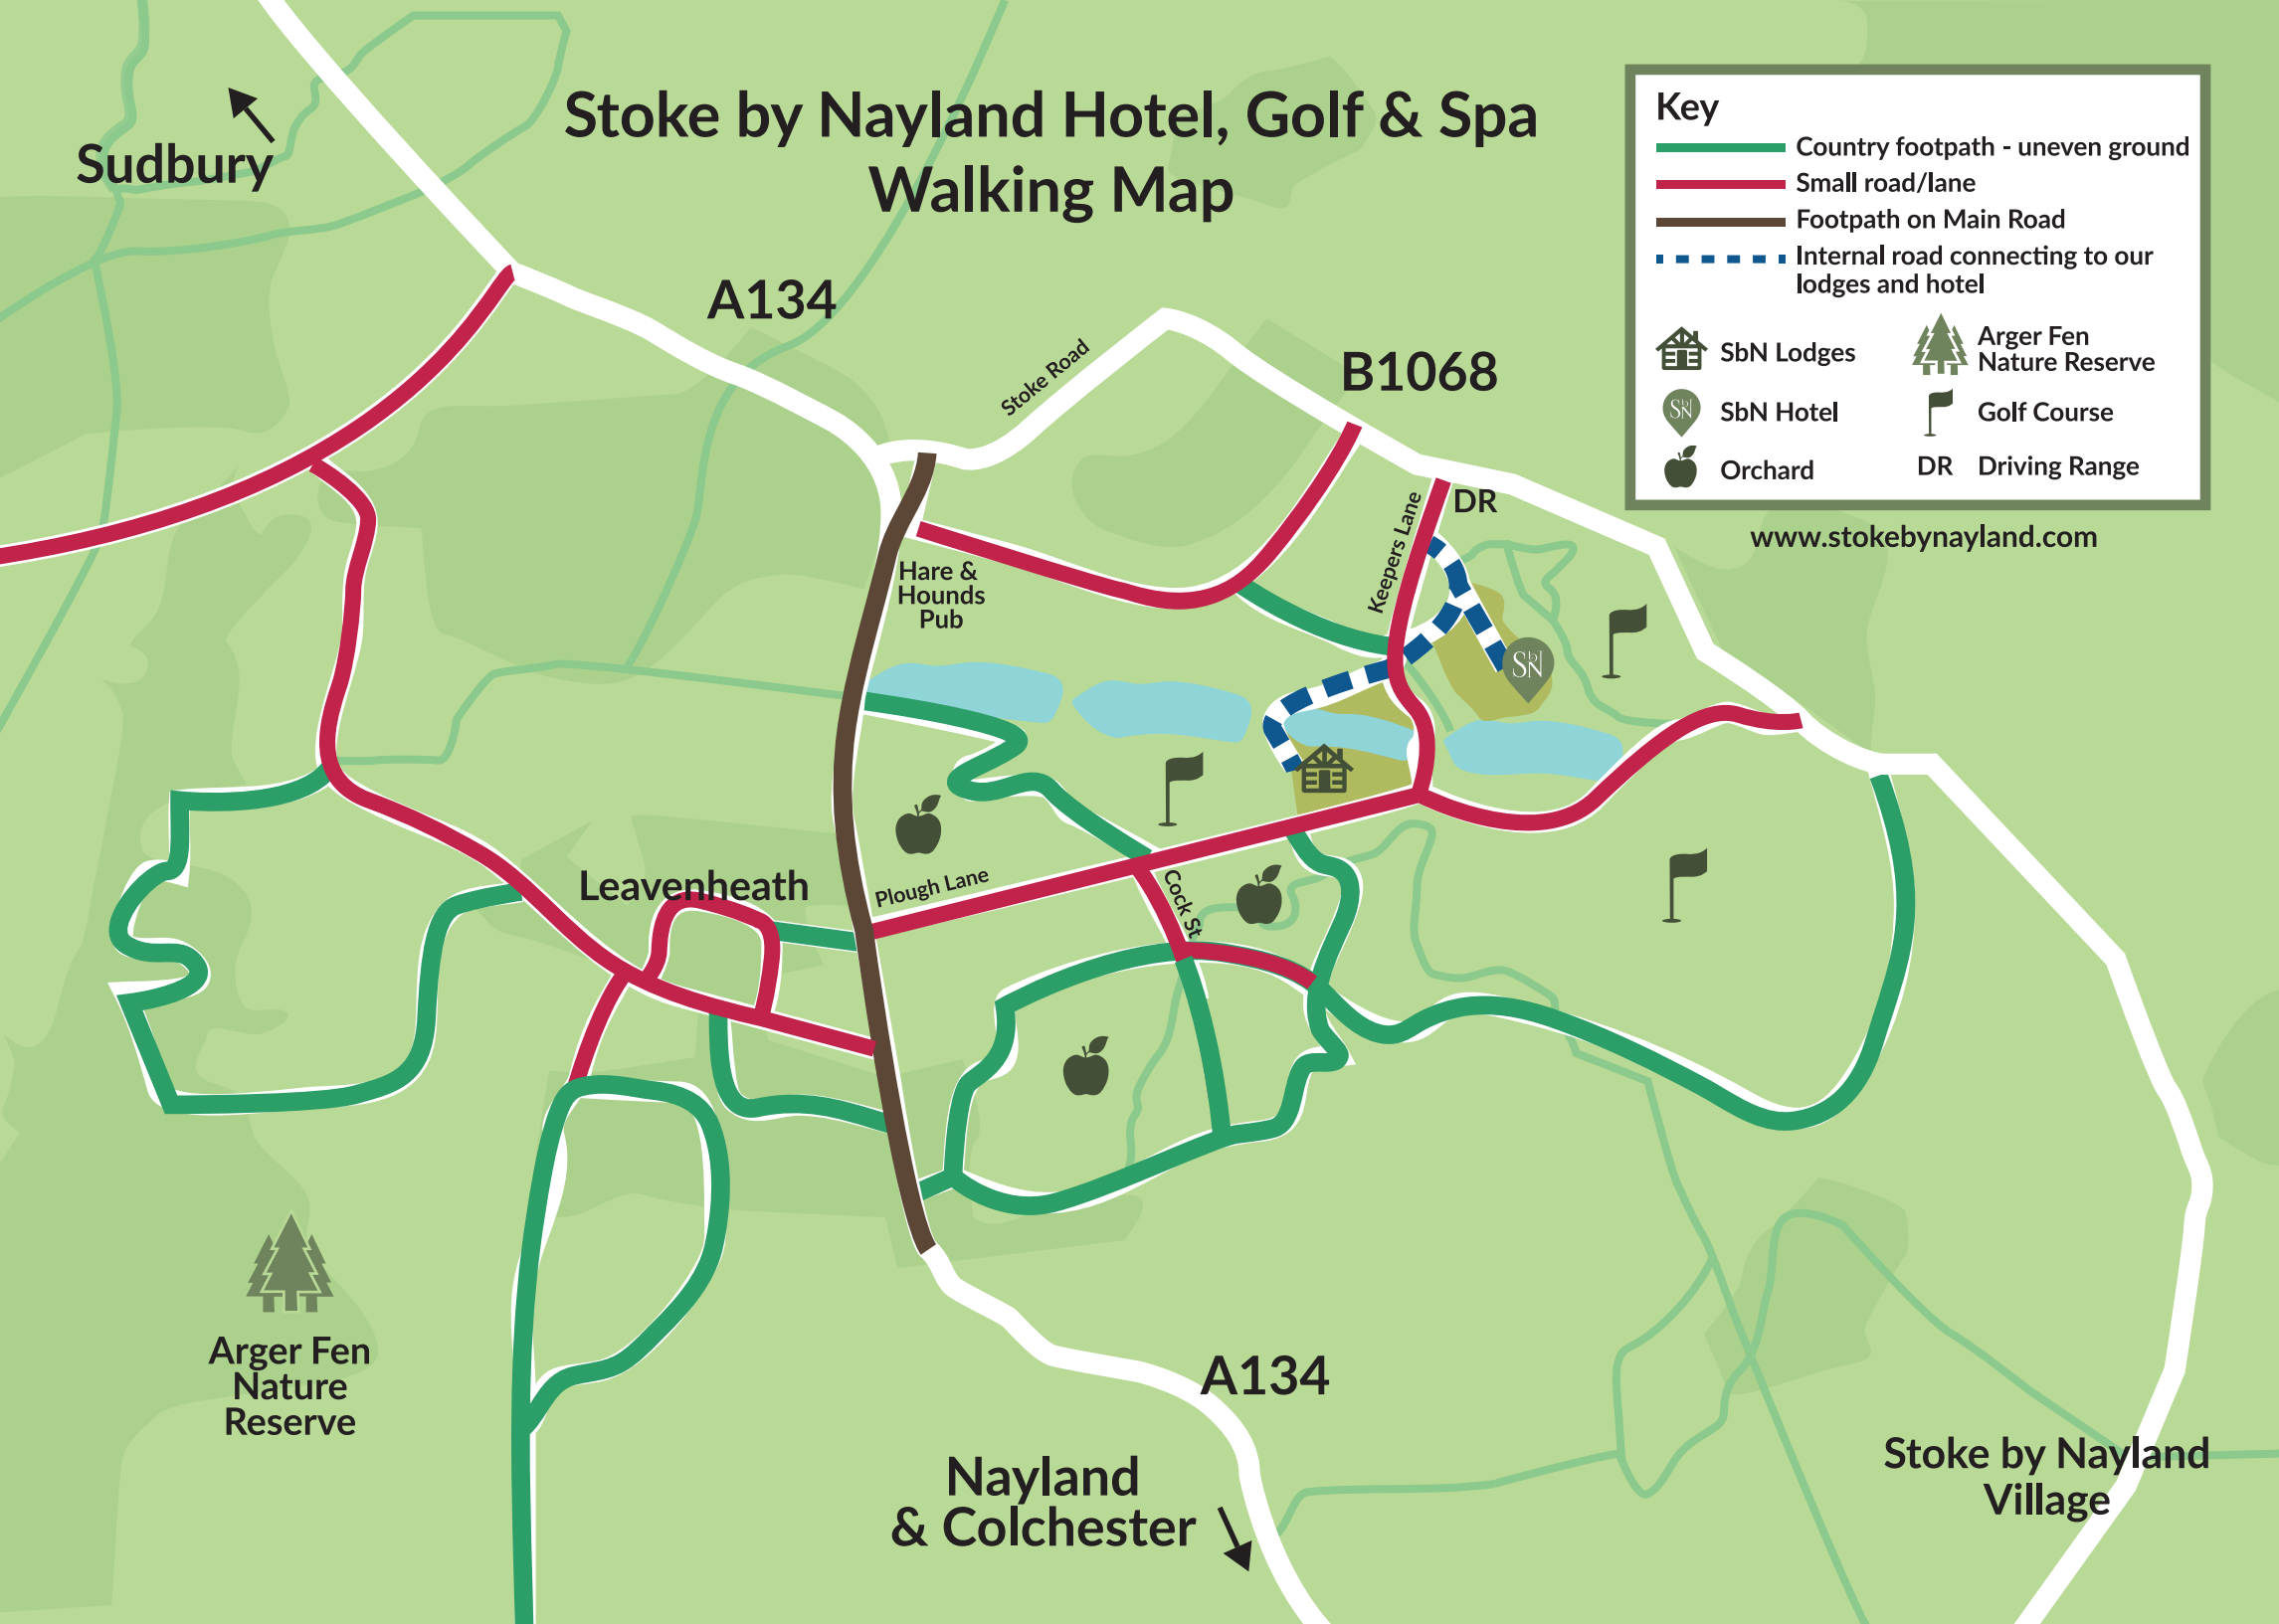 Stoke by Nayland Hotel, Golf & Spa
Walking Map
Sudbury
A134
Stoke Road
B1068
Key
Country footpath - uneven ground
Small road/lane
Footpath on Main Road
Internal road connecting to our
lodges and hotel
SbN Lodges
Arger Fen
Nature Reserve
SbN
SbN Hotel
Golf Course
Orchard
DR Driving Range
www.stokebynayland.com
DR
Keepers Lane
Hare &
Hounds
Pub
SbN
Leavenheath
Plough Lane
Cock St
Arger Fen
Nature
Reserve
A134
Nayland
& Colchester
Stoke by Nayland
Village